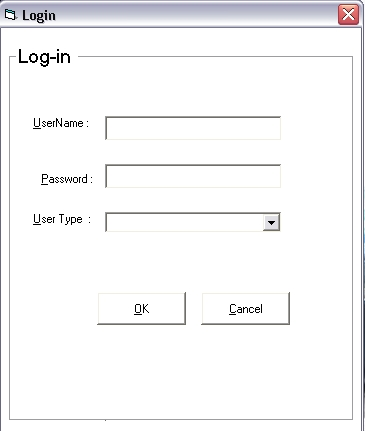 Login
Log-in
UserName :
Password :
User Type :
OK
Cancel